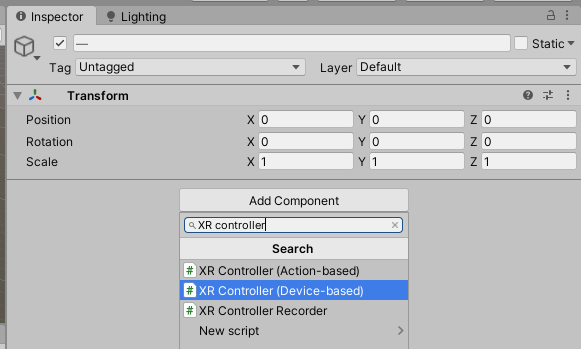 Inspector Lighting
—
Static
Tag Untagged Layer Default
Transform
Position X 0 Y 0 Z 0
Rotation X 0 Y 0 Z 0
Scale X 1 Y 1 Z 1
Add Component
XR controller
Search
XR Controller (Action-based)
XR Controller (Device-based)
XR Controller Recorder
New script